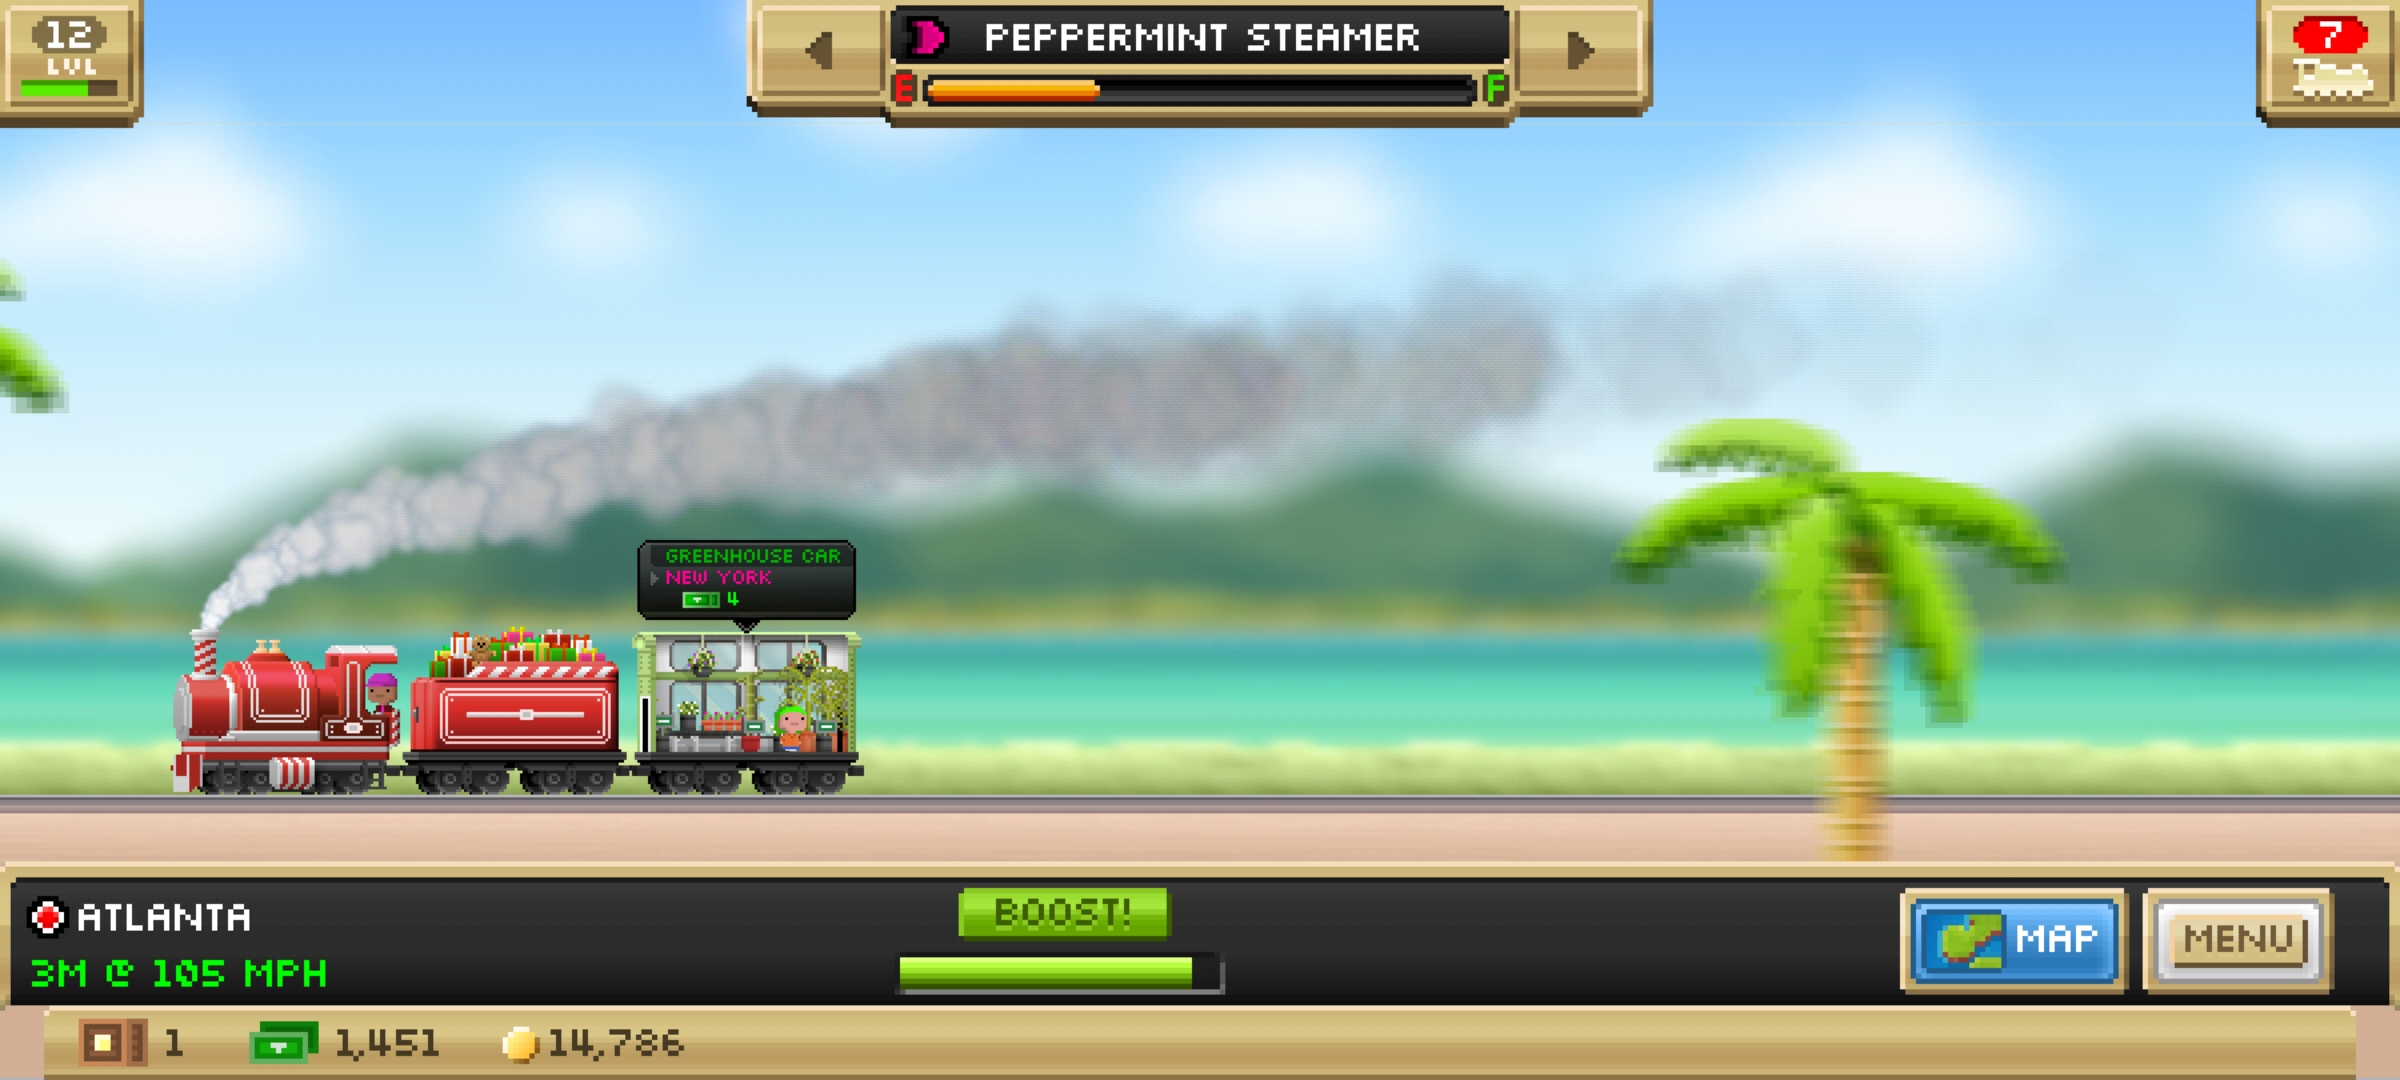 12
LVL
PEPPERMINT STEAMER
E F
7
GREENHOUSE CAR
NEW YORK
4
ATLANTA
3M @ 105 MPH
BOOST!
MAP
MENU
1 1,451 14,786